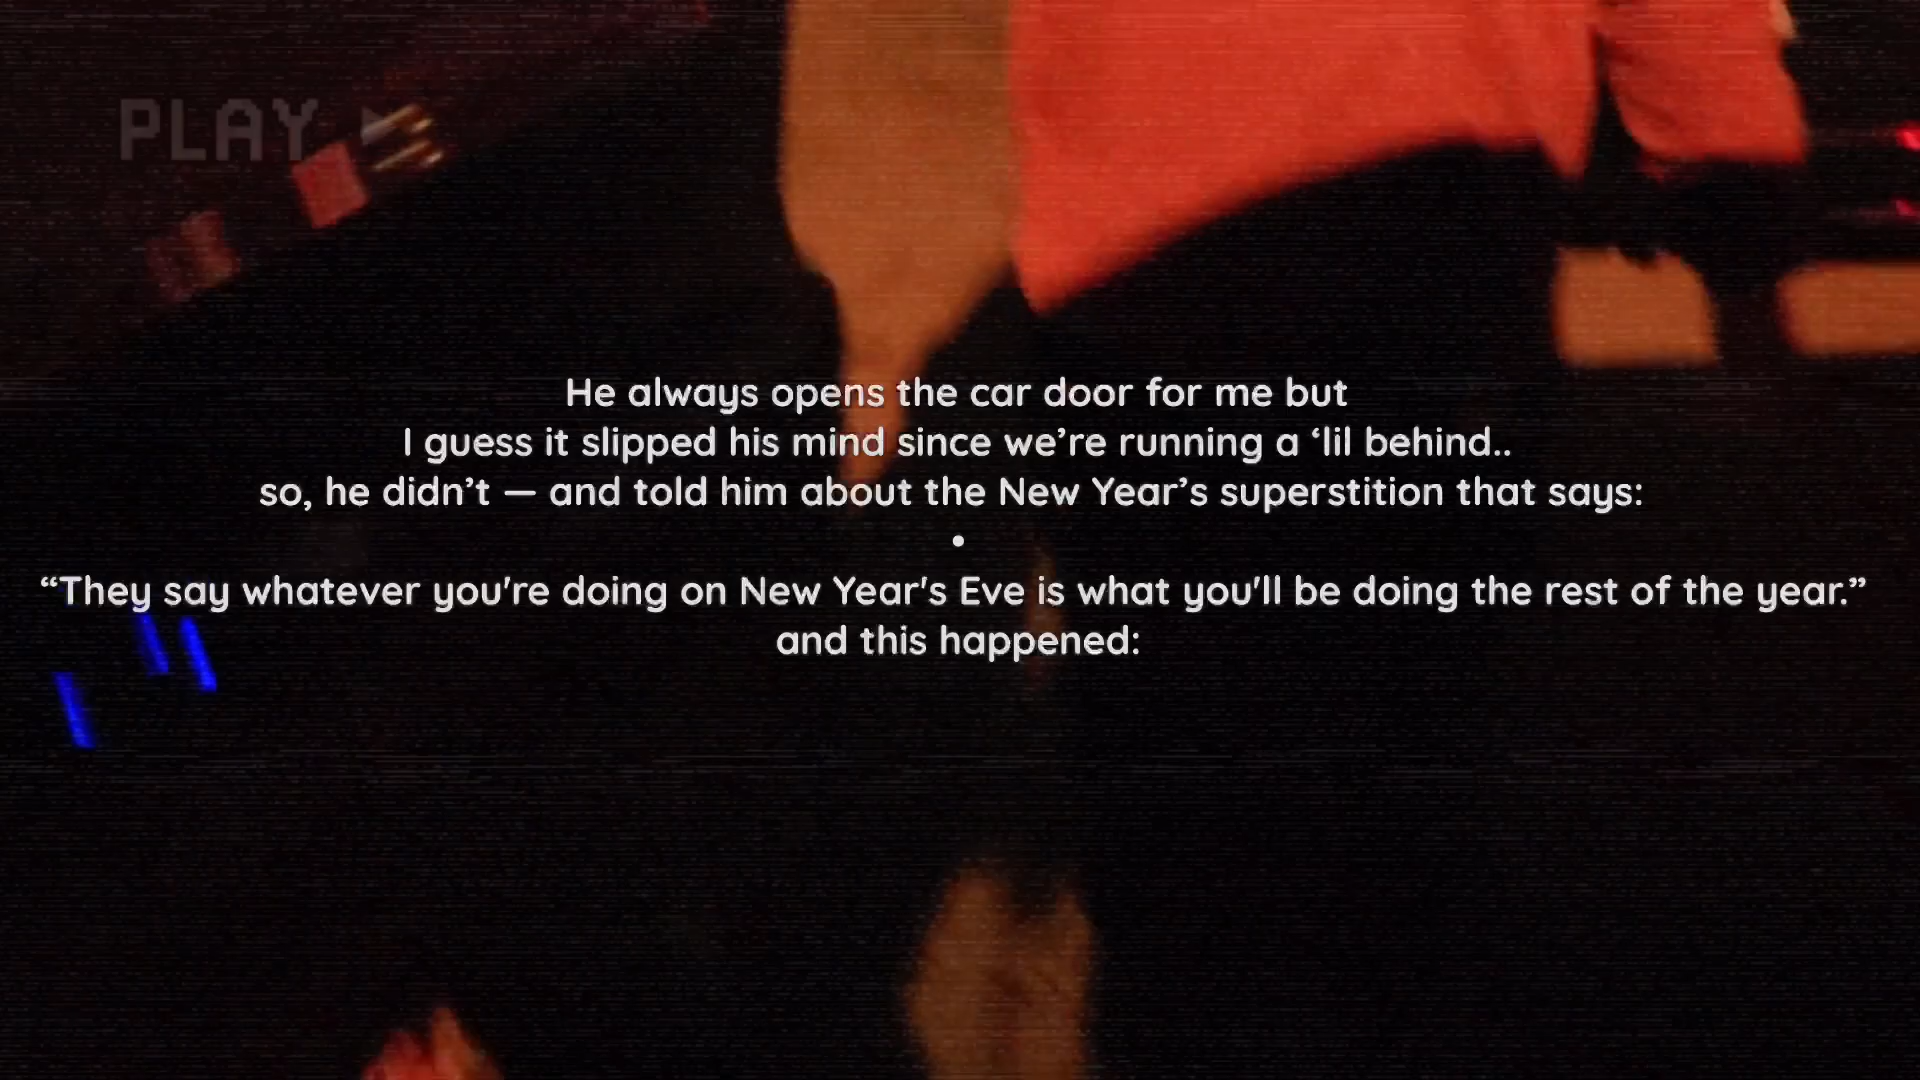 PLAY
He always opens the car door for me but
I guess it slipped his mind since we’re running a ‘lil behind..
so, he didn’t — and told him about the New Year’s superstition that says:
•
“They say whatever you're doing on New Year's Eve is what you'll be doing the rest of the year.”
and this happened: